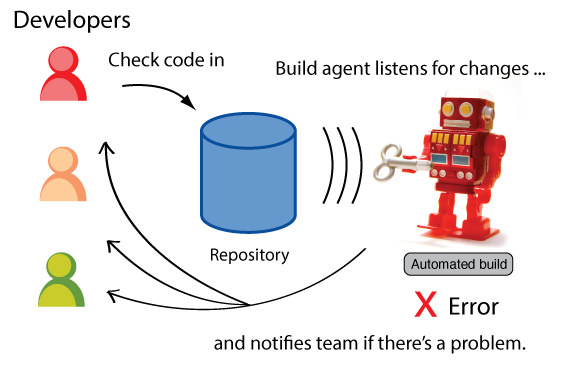 Developers
Check code in
Build agent listens for changes ...
Repository
Automated build
X Error
and notifies team if there's a problem.